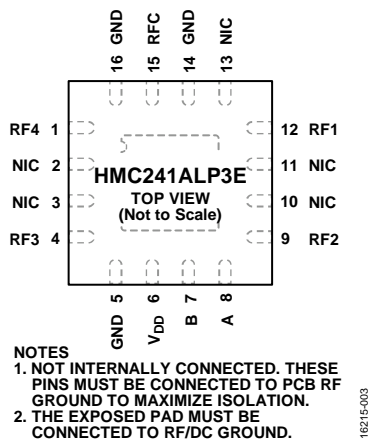 16 GND
15 RFC
14 GND
13 NIC
RF4 1
NIC 2
NIC 3
RF3 4
12 RF1
11 NIC
10 NIC
9 RF2
HMC241ALP3E
TOP VIEW
(Not to Scale)
GND 5
VDD 6
B 7
A 8
NOTES
1. NOT INTERNALLY CONNECTED. THESE
PINS MUST BE CONNECTED TO PCB RF
GROUND TO MAXIMIZE ISOLATION.
2. THE EXPOSED PAD MUST BE
CONNECTED TO RF/DC GROUND.
16215-003